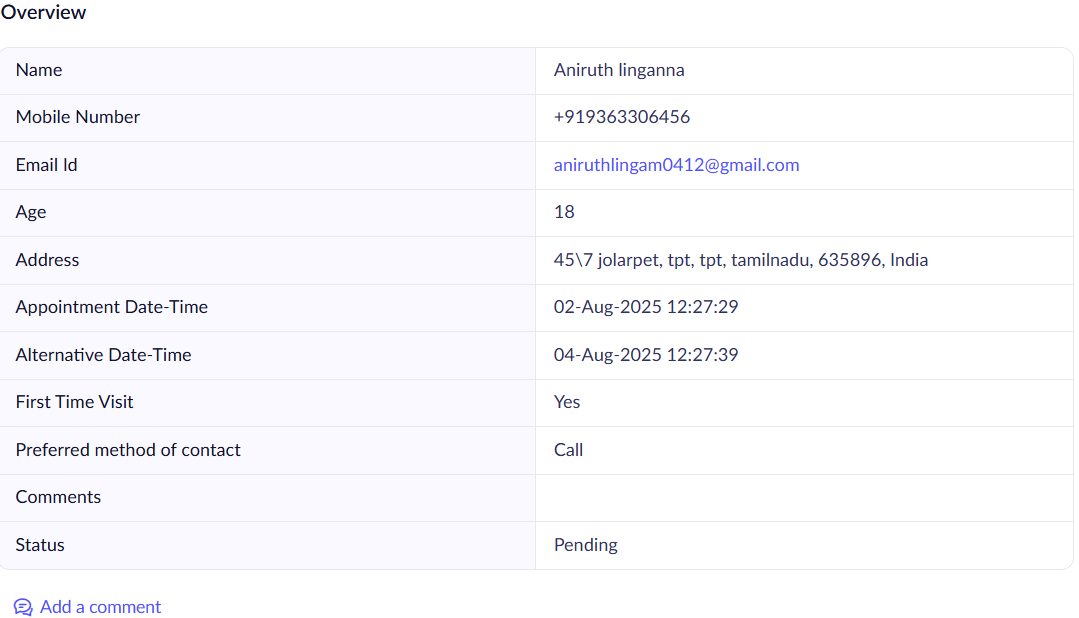 Overview
Name Aniruth linganna
Mobile Number +919363306456
Email Id aniruthlingam0412@gmail.com
Age 18
Address 45\7 jolarpet, tpt, tpt, tamilnadu, 635896, India
Appointment Date-Time 02-Aug-2025 12:27:29
Alternative Date-Time 04-Aug-2025 12:27:39
First Time Visit Yes
Preferred method of contact Call
Comments
Status Pending
Add a comment